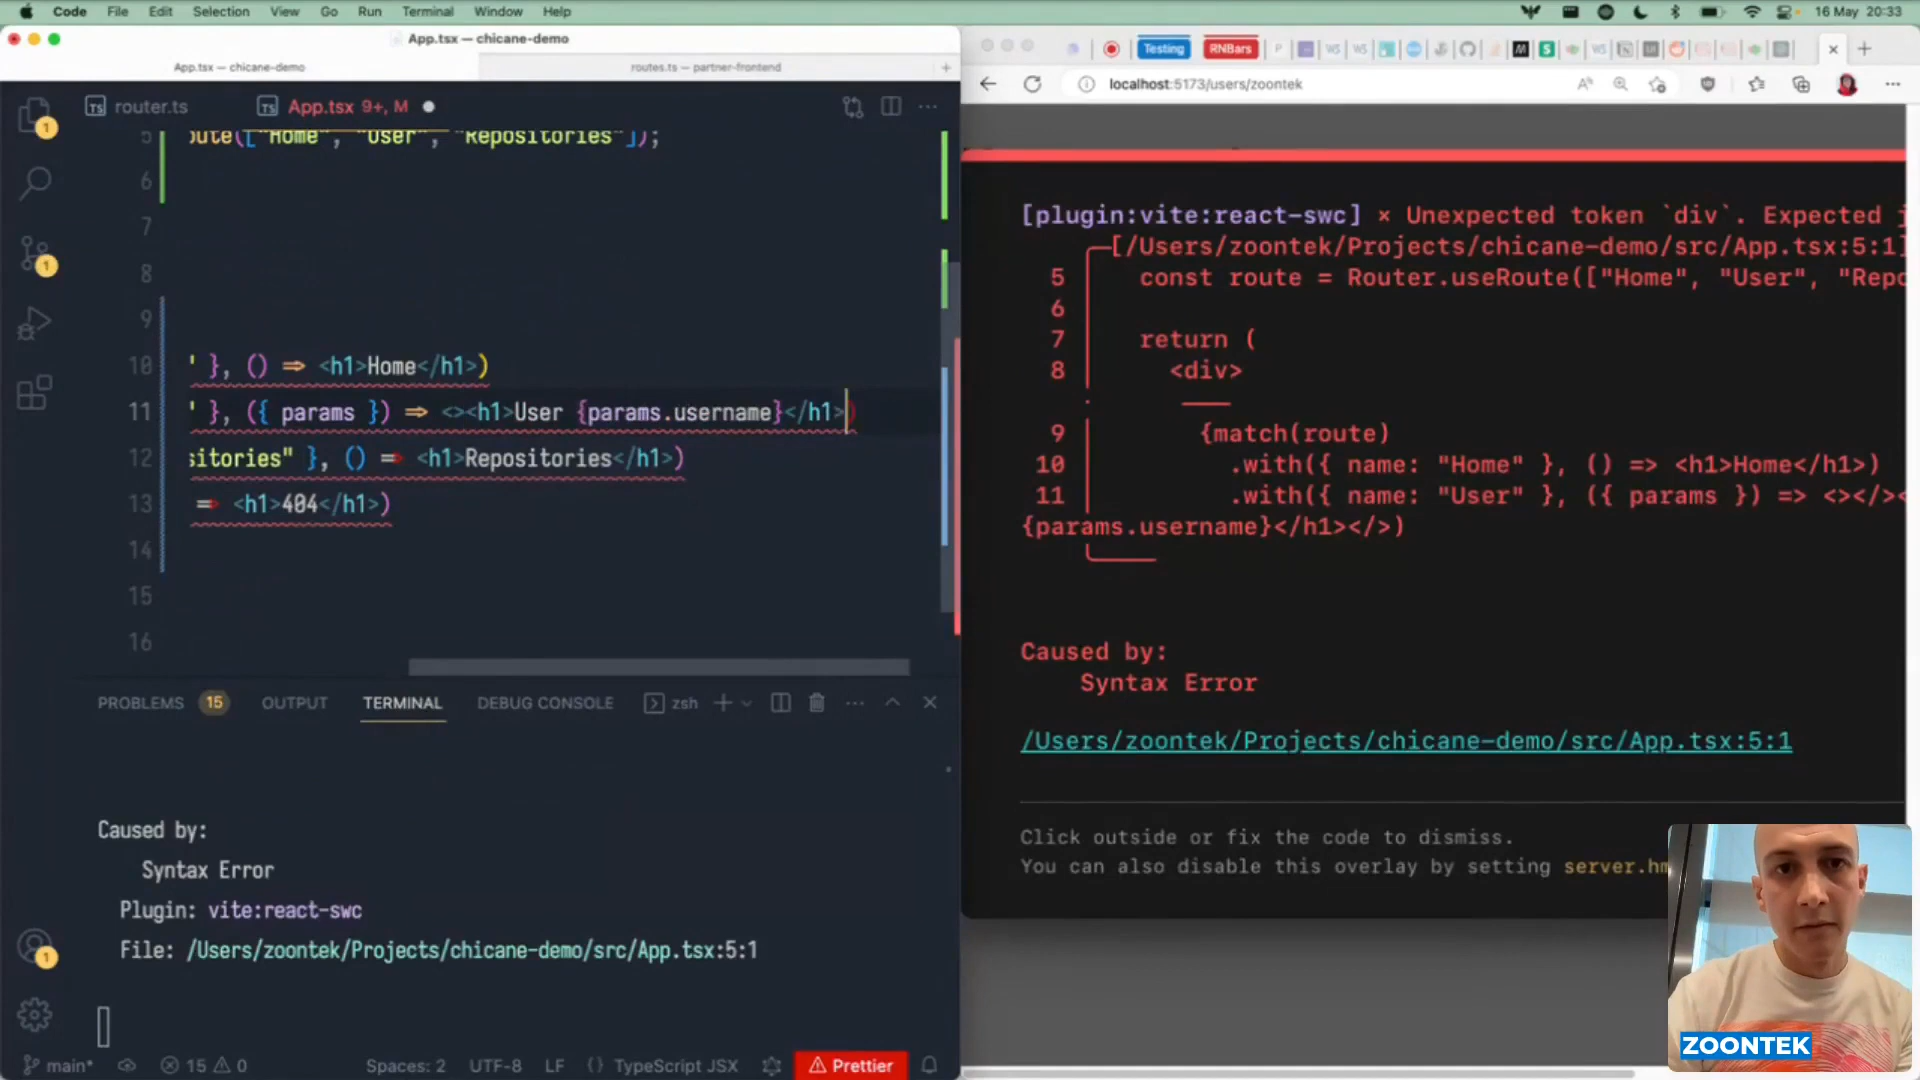 Code File Edit Selection View Go Run Terminal Window Help
16 May 20:33
App.tsx — chicane-demo
App.tsx — chicane-demo
routes.ts — partner-frontend
TS router.ts
TS App.tsx 9+, M
5 oute(["Home", "User", "Repositories"]);
6
7
8
9
10 " }, () => <h1>Home</h1>)
11 " }, ({ params }) => <><h1>User {params.username}</h1>)
12 sitories" }, () => <h1>Repositories</h1>)
13 => <h1>404</h1>)
14
15
16
PROBLEMS 15 OUTPUT TERMINAL DEBUG CONSOLE zsh
Caused by:
Syntax Error
Plugin: vite:react-swc
File: /Users/zoontek/Projects/chicane-demo/src/App.tsx:5:1
1
1
1
main* 15 0 Spaces: 2 UTF-8 LF {} TypeScript JSX Prettier
Testing
RNBars
localhost:5173/users/zoontek
[plugin:vite:react-swc] × Unexpected token `div`. Expected j
[/Users/zoontek/Projects/chicane-demo/src/App.tsx:5:1]
5 const route = Router.useRoute(["Home", "User", "Repo
6
7 return (
8 <div>
9 {match(route)
10 .with({ name: "Home" }, () => <h1>Home</h1>)
11 .with({ name: "User" }, ({ params }) => <></><
{params.username}</h1></>)
Caused by:
Syntax Error
/Users/zoontek/Projects/chicane-demo/src/App.tsx:5:1
Click outside or fix the code to dismiss.
You can also disable this overlay by setting server.hm
ZOONTEK